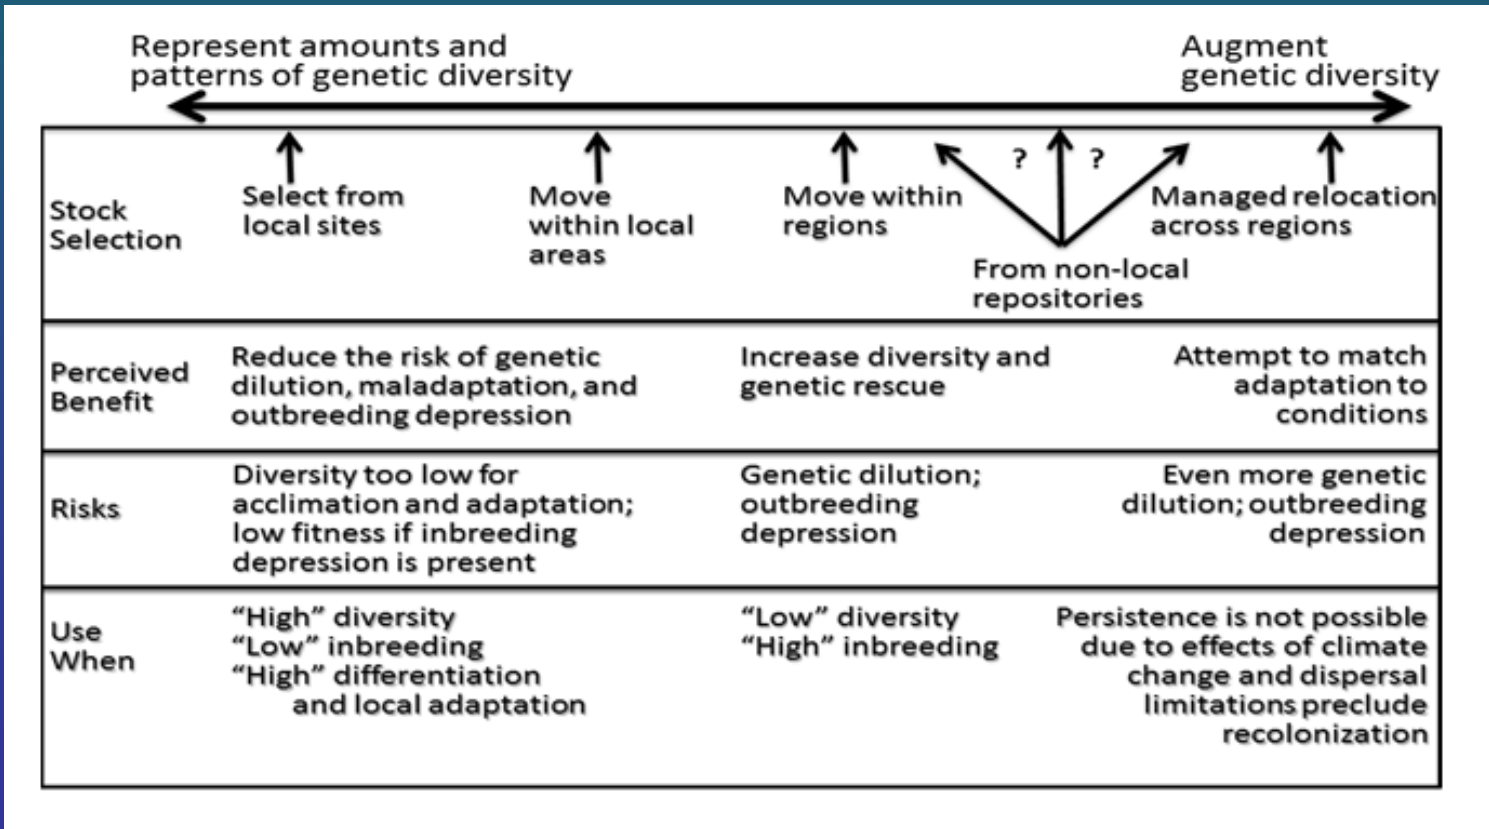 Represent amounts and
patterns of genetic diversity
Augment
genetic diversity
Stock
Selection
Select from
local sites
Move
within local
areas
Move within
regions
? ?
From non-local
repositories
Managed relocation
across regions
Perceived
Benefit
Reduce the risk of genetic
dilution, maladaptation, and
outbreeding depression
Increase diversity and
genetic rescue
Attempt to match
adaptation to
conditions
Risks
Diversity too low for
acclimation and adaptation;
low fitness if inbreeding
depression is present
Genetic dilution;
outbreeding
depression
Even more genetic
dilution; outbreeding
depression
Use
When
“High” diversity
“Low” inbreeding
“High” differentiation
and local adaptation
“Low” diversity
“High” inbreeding
Persistence is not possible
due to effects of climate
change and dispersal
limitations preclude
recolonization